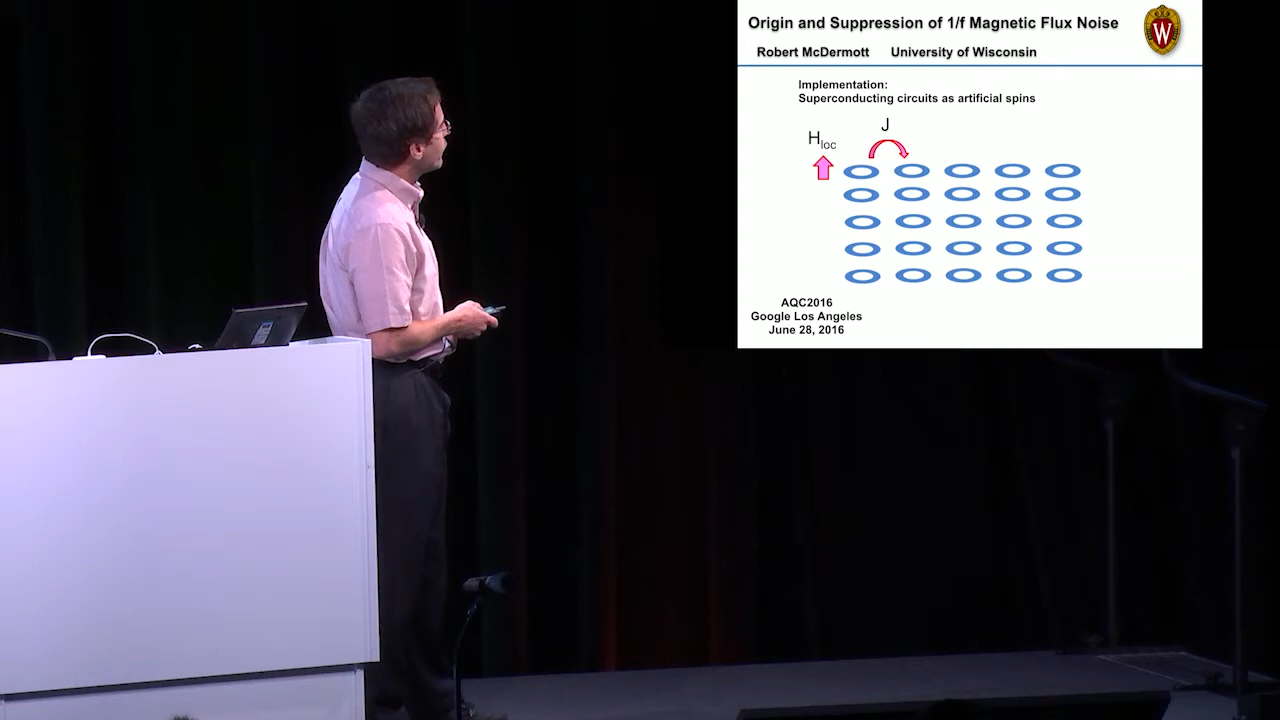 Origin and Suppression of 1/f Magnetic Flux Noise
W
Robert McDermott University of Wisconsin
Implementation:
Superconducting circuits as artificial spins
J
Hloc
AQC2016
Google Los Angeles
June 28, 2016